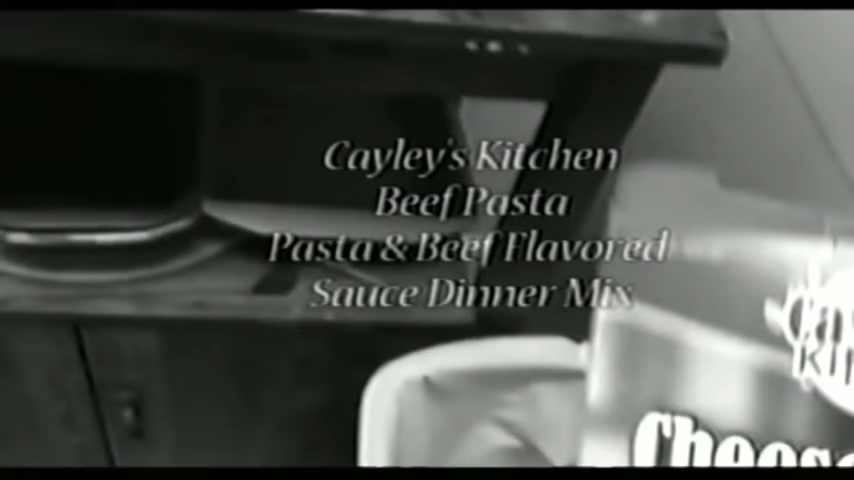 Cayley's Kitchen
Beef Pasta
Pasta & Beef Flavored
Sauce Dinner Mix